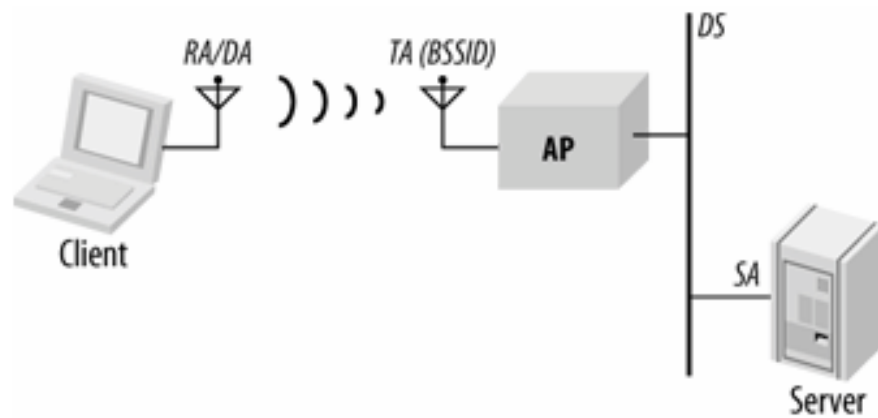 RA/DA
TA (BSSID)
DS
AP
Client
SA
Server